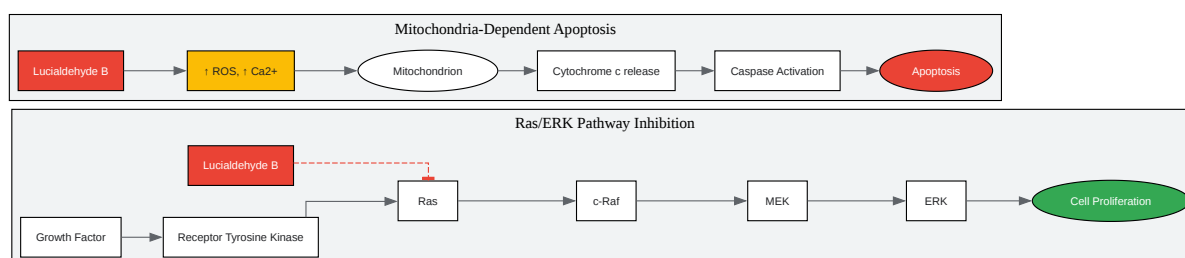 Mitochondria-Dependent Apoptosis
Lucialdehyde B
↑ ROS, ↑ Ca2+
Mitochondrion
Cytochrome c release
Caspase Activation
Apoptosis
Ras/ERK Pathway Inhibition
Lucialdehyde B
Ras
c-Raf
MEK
ERK
Cell Proliferation
Growth Factor
Receptor Tyrosine Kinase